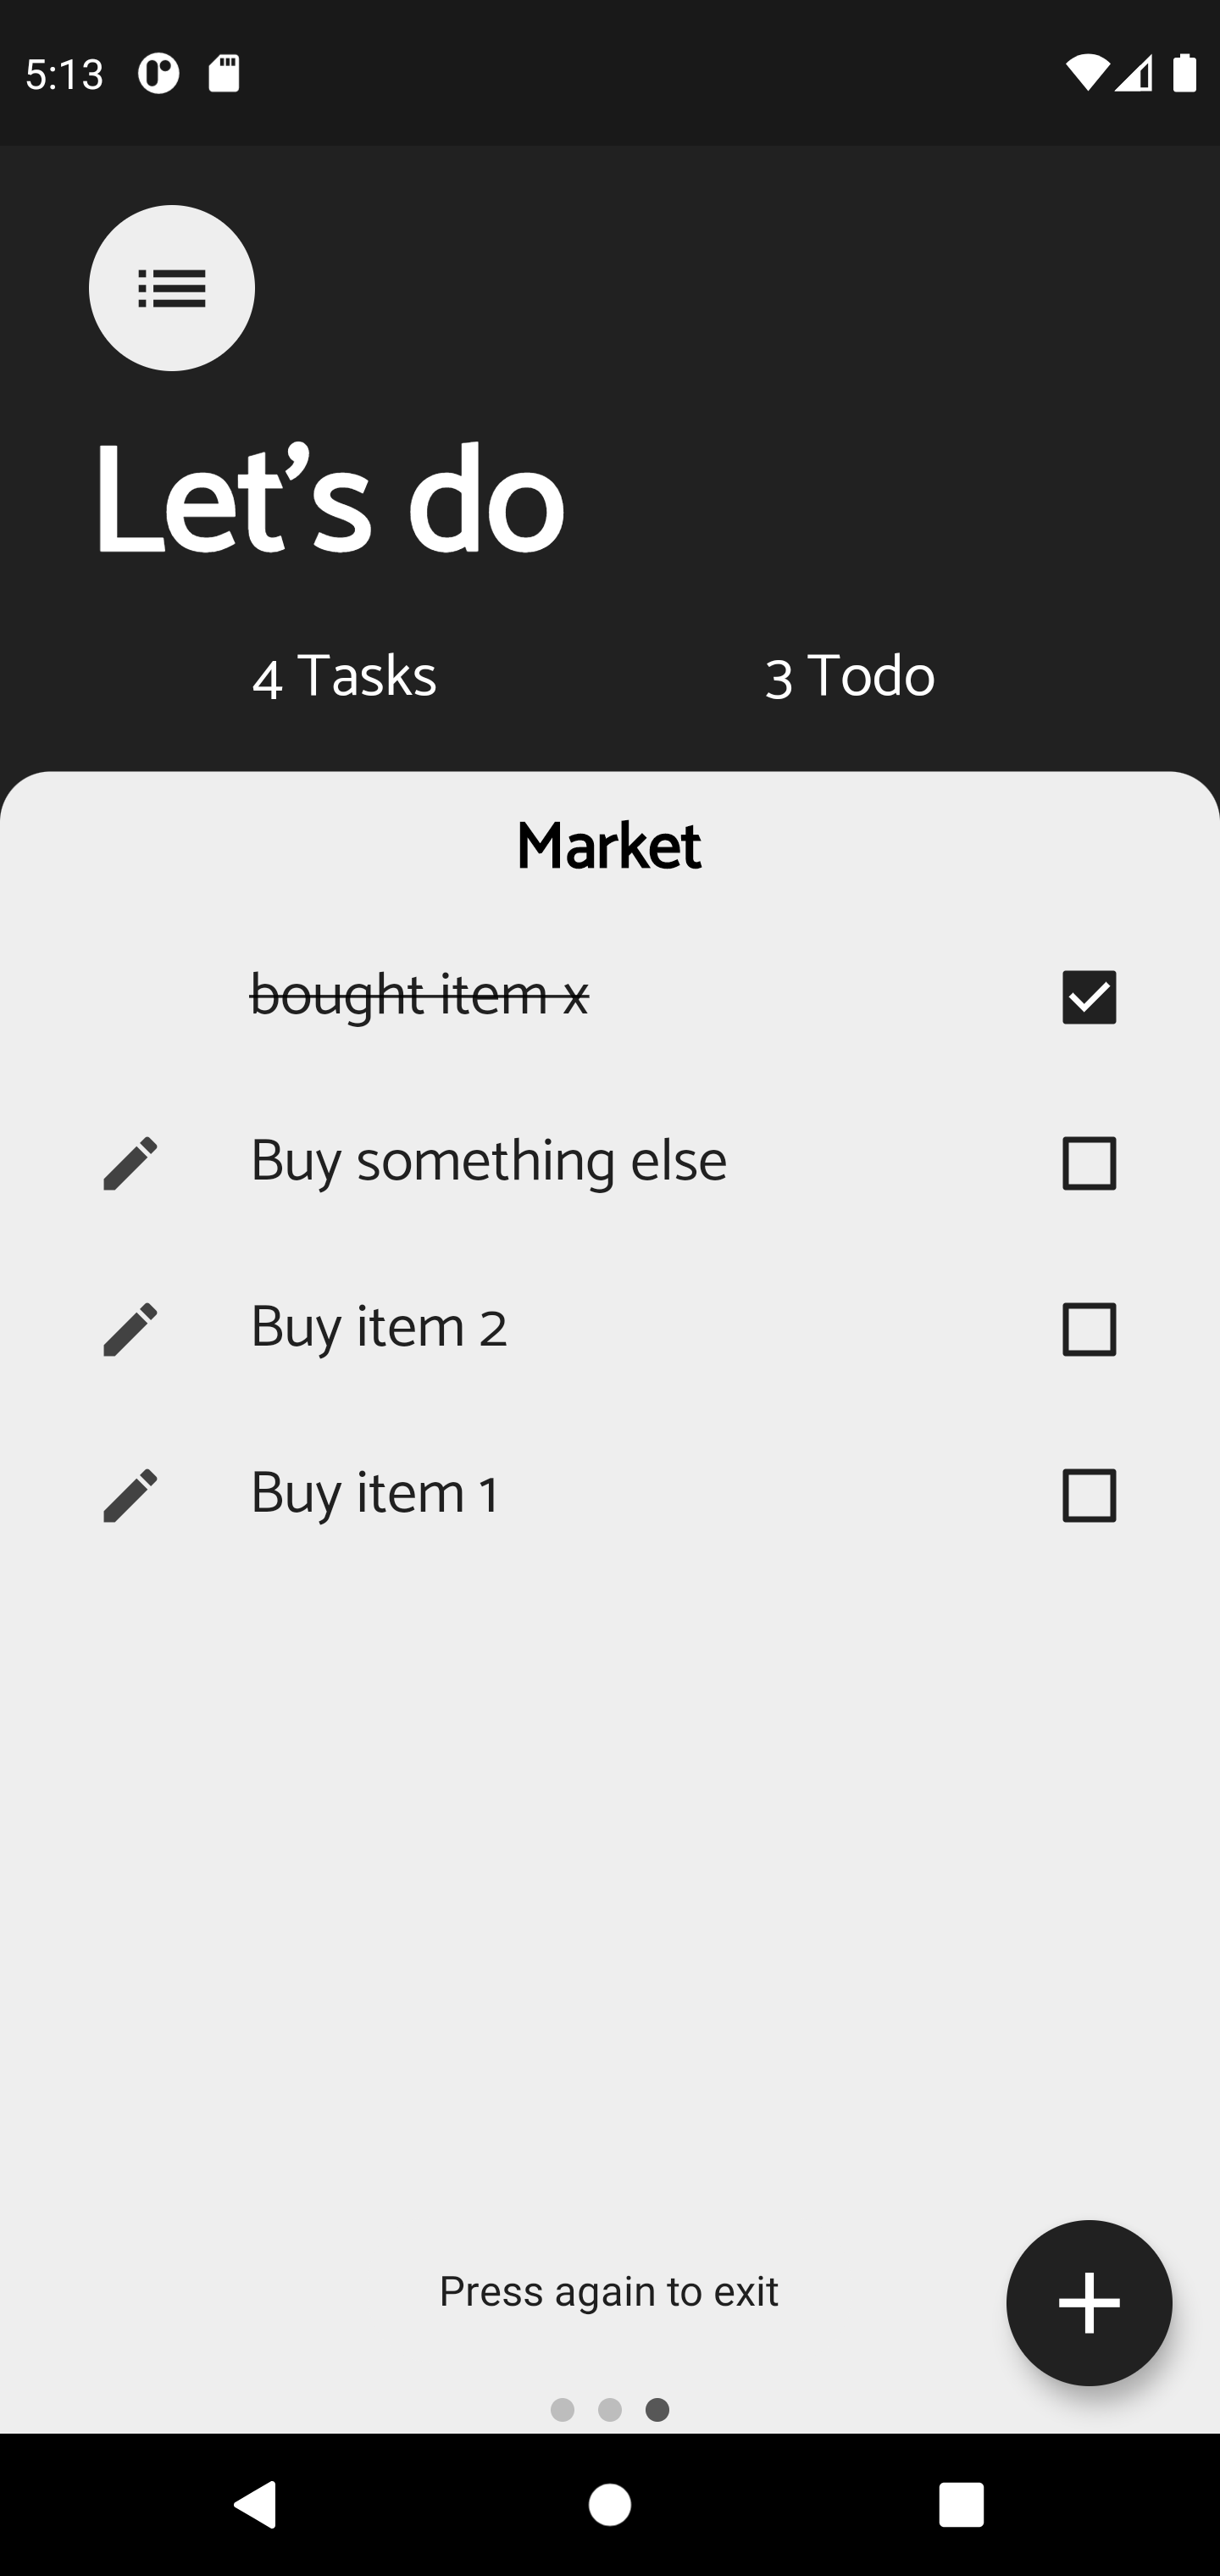 5:13
Let's do
4 Tasks
3 Todo
Market
bought item x
Buy something else
Buy item 2
Buy item 1
Press again to exit